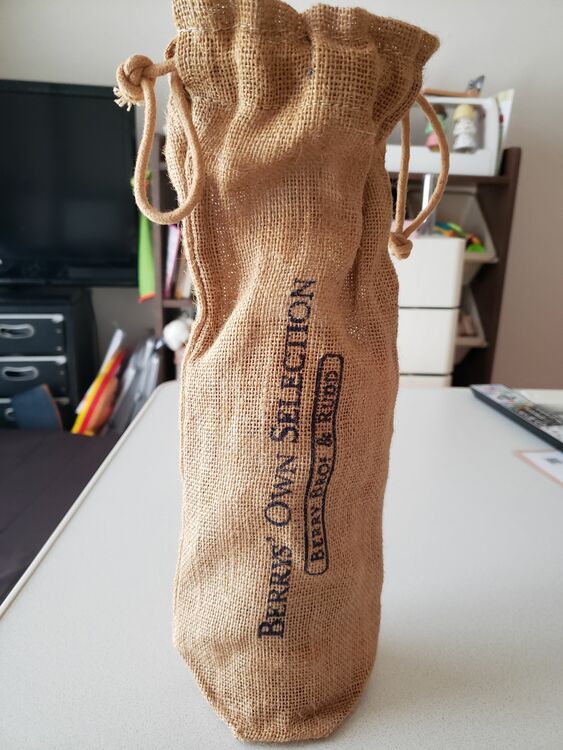 BERRYS' OWN SELECTION
BERRY BROS & RUDD